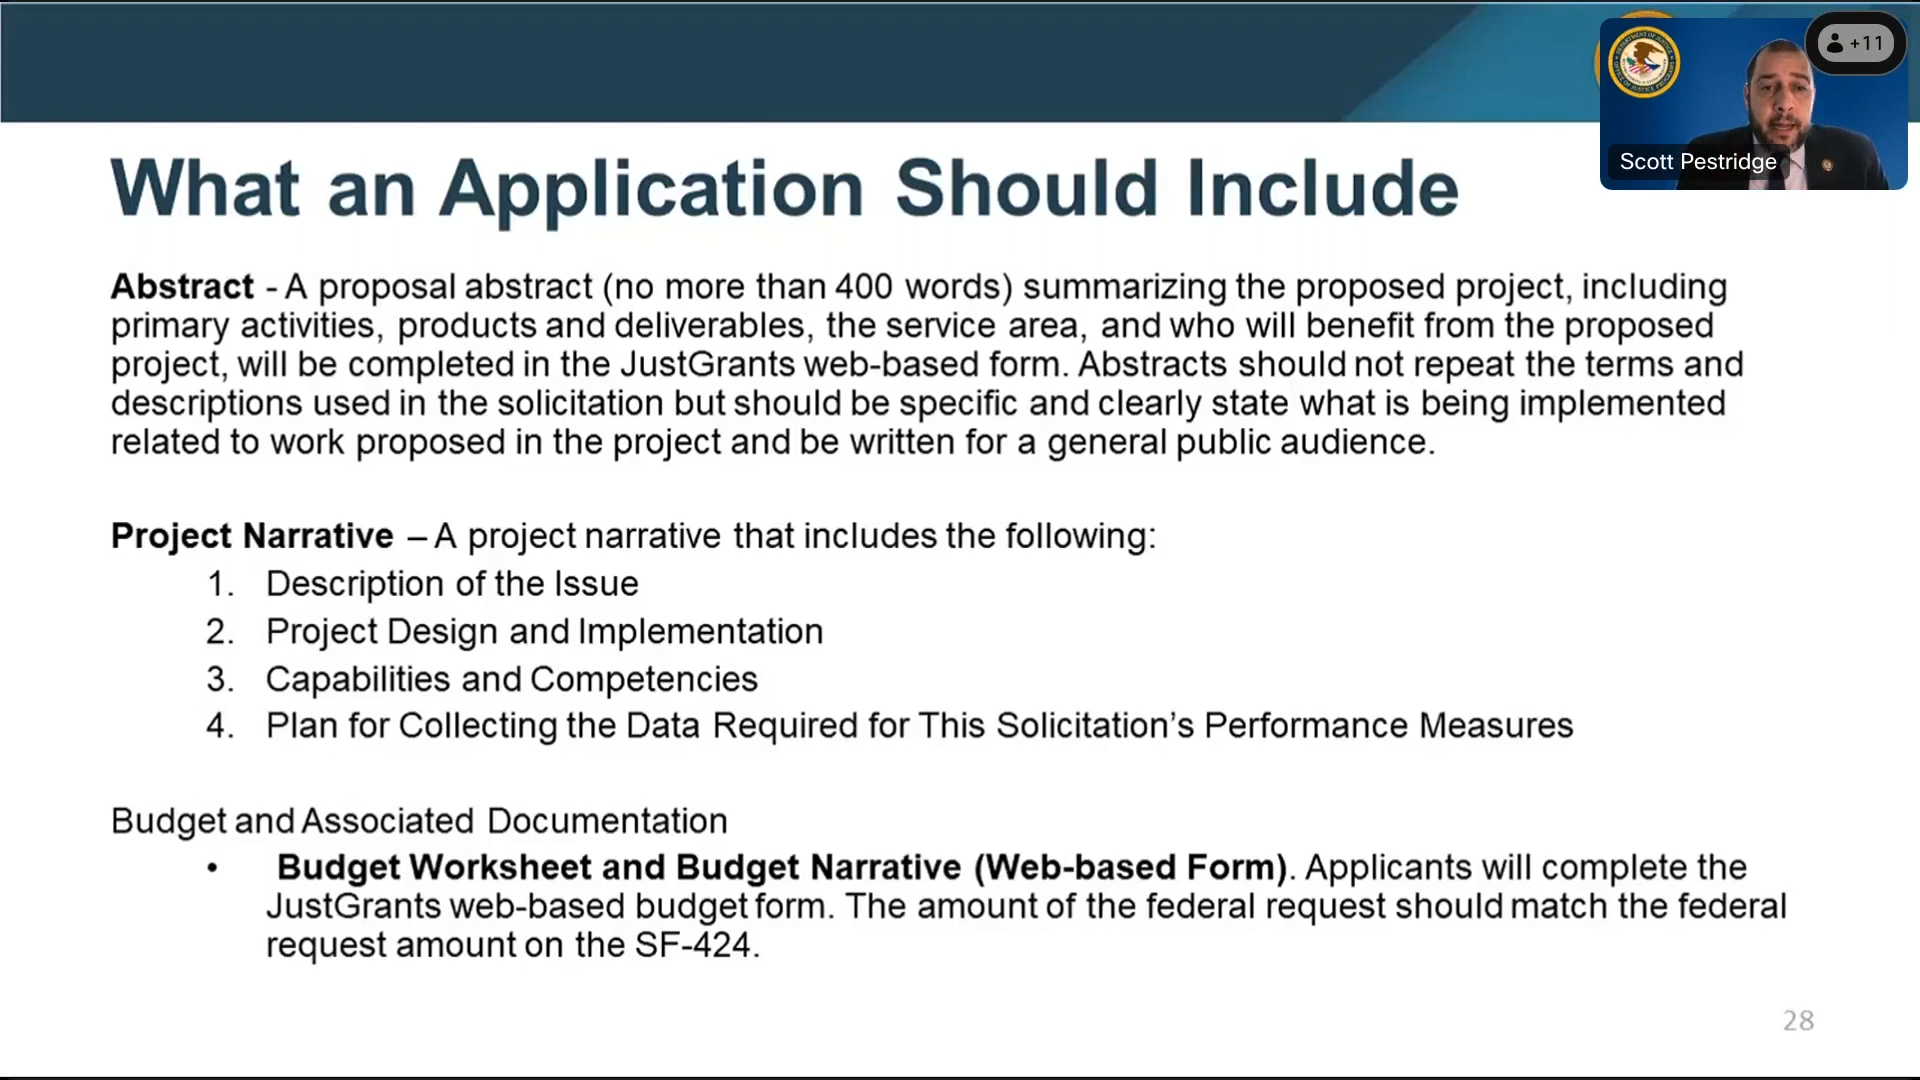 +11
Scott Pestridge
What an Application Should Include
Abstract - A proposal abstract (no more than 400 words) summarizing the proposed project, including
primary activities, products and deliverables, the service area, and who will benefit from the proposed
project, will be completed in the JustGrants web-based form. Abstracts should not repeat the terms and
descriptions used in the solicitation but should be specific and clearly state what is being implemented
related to work proposed in the project and be written for a general public audience.
Project Narrative – A project narrative that includes the following:
1. Description of the Issue
2. Project Design and Implementation
3. Capabilities and Competencies
4. Plan for Collecting the Data Required for This Solicitation’s Performance Measures
Budget and Associated Documentation
• Budget Worksheet and Budget Narrative (Web-based Form). Applicants will complete the
JustGrants web-based budget form. The amount of the federal request should match the federal
request amount on the SF-424.
28